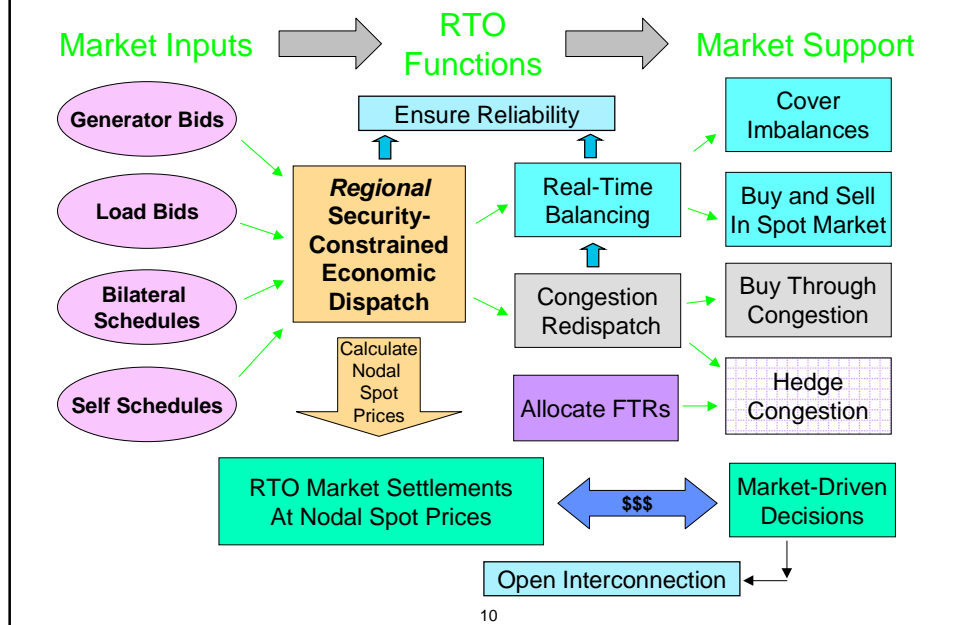 Market Inputs
RTO
Functions
Market Support
Generator Bids
Load Bids
Bilateral
Schedules
Self Schedules
Ensure Reliability
Regional
Security-
Constrained
Economic
Dispatch
Calculate
Nodal
Spot
Prices
Real-Time
Balancing
Congestion
Redispatch
Allocate FTRs
Cover
Imbalances
Buy and Sell
In Spot Market
Buy Through
Congestion
Hedge
Congestion
RTO Market Settlements
At Nodal Spot Prices
$$$
Market-Driven
Decisions
Open Interconnection
10